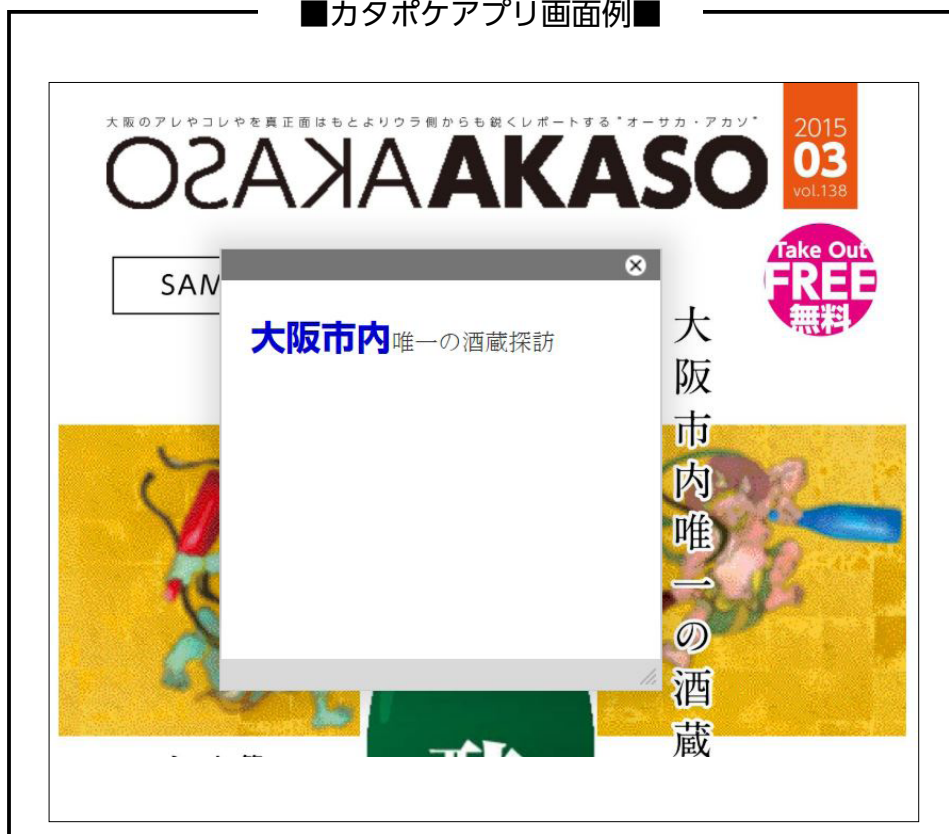 ■カタポケアプリ画面例■
大阪のアレやコレやを真正面はもとよりウラ側からも鋭くレポートする"オーサカ・アカソ"
OSAKAAKASO
2015
03
vol.138
Take Out
FREE
無料
SAM
大阪市内唯一の酒蔵探訪
大阪市内唯一の酒蔵